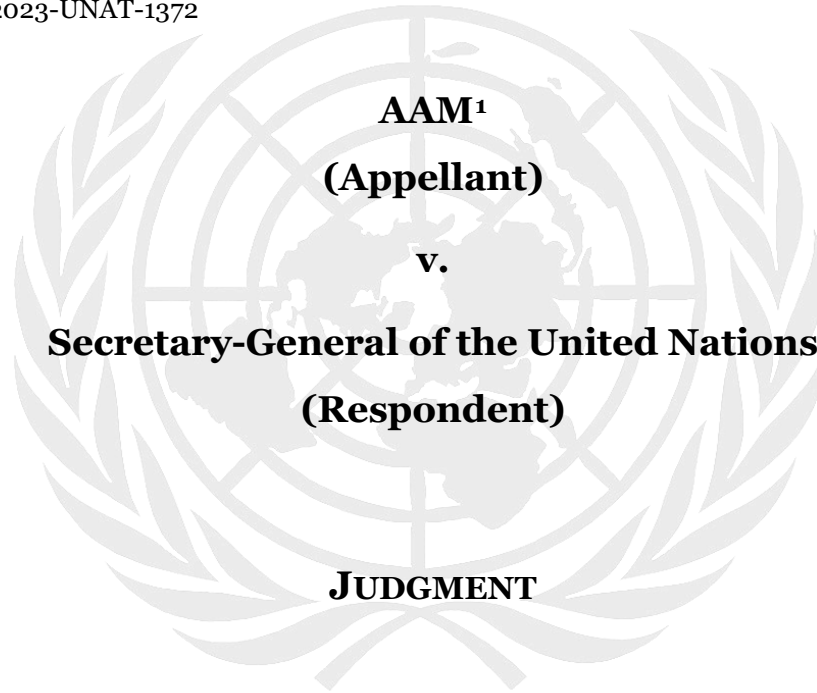 2023-UNAT-1372
AAM¹
(Appellant)
v.
Secretary-General of the United Nations
(Respondent)
JUDGMENT